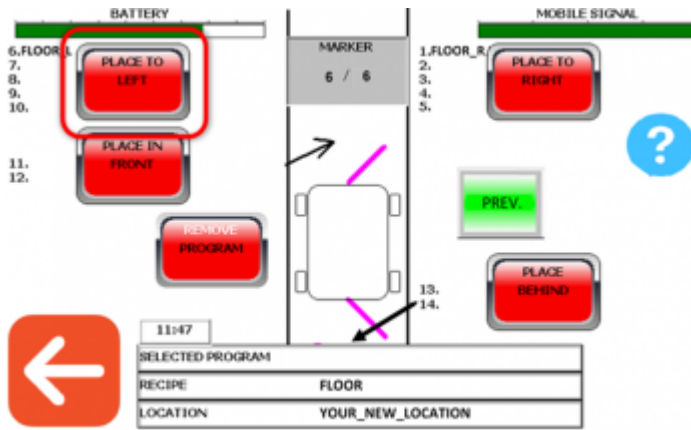 BATTERY
MOBILE SIGNAL
6.FLOOR_L
7.
8.
9.
10.
PLACE TO
LEFT
MARKER
6 / 6
1.FLOOR_R
2.
3.
4.
5.
PLACE TO
RIGHT
?
11.
12.
PLACE IN
FRONT
PREV.
REMOVE
PROGRAM
13.
14.
PLACE
BEHIND
11:47
SELECTED PROGRAM
RECIPE FLOOR
LOCATION YOUR_NEW_LOCATION